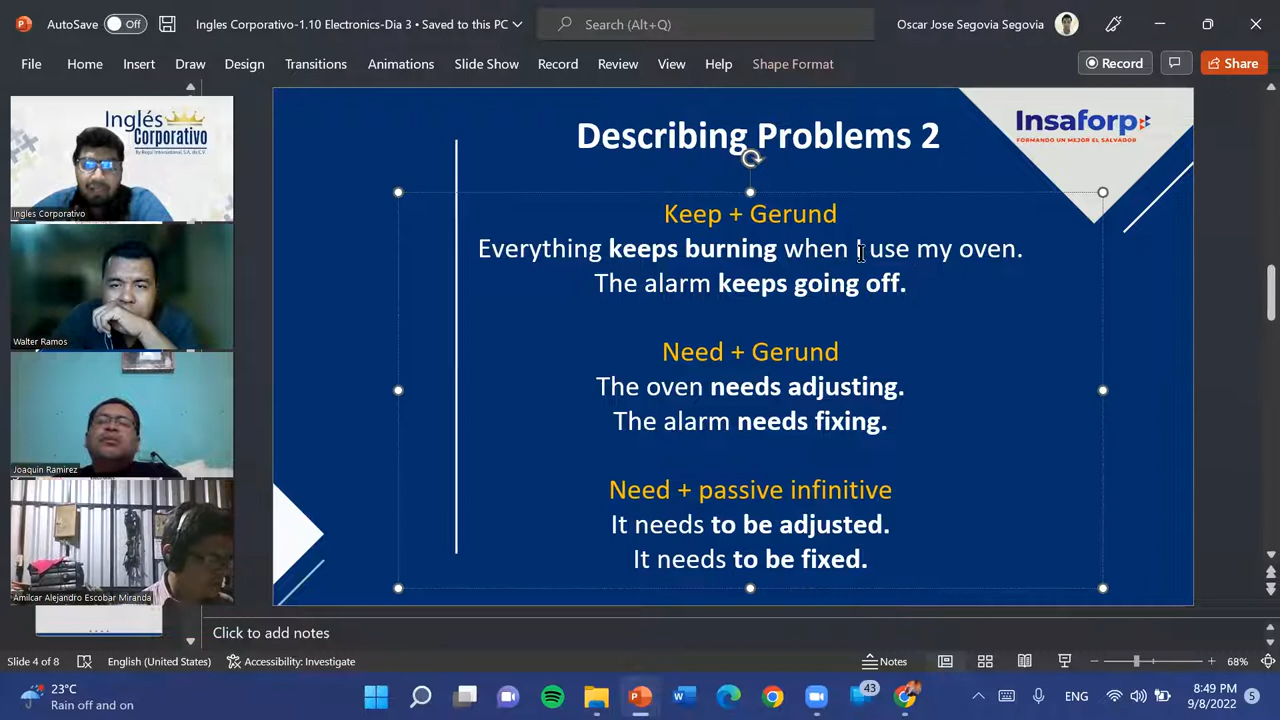 AutoSave Off
Ingles Corporativo-1.10 Electronics-Dia 3 • Saved to this PC
Search (Alt+Q)
Oscar Jose Segovia Segovia
File Home Insert Draw Design Transitions Animations Slide Show Record Review View Help Shape Format
Record
Share
Inglés
Corporativo
Ingles Corporativo
Walter Ramos
Joaquin Ramirez
Amilcar Alejandro Escobar Miranda
Insaforp
FORMANDO UN MEJOR EL SALVADOR
Describing Problems 2
Keep + Gerund
Everything keeps burning when I use my oven.
The alarm keeps going off.
Need + Gerund
The oven needs adjusting.
The alarm needs fixing.
Need + passive infinitive
It needs to be adjusted.
It needs to be fixed.
Click to add notes
Slide 4 of 8 English (United States) Accessibility: Investigate Notes 68%
23°C
Rain off and on
43
ENG
8:49 PM
9/8/2022
5